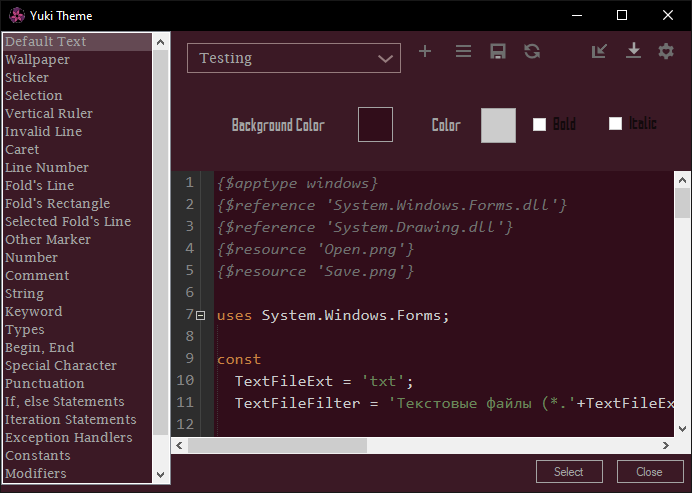 Yuki Theme
Default Text
Wallpaper
Sticker
Selection
Vertical Ruler
Invalid Line
Caret
Line Number
Fold's Line
Fold's Rectangle
Selected Fold's Line
Other Marker
Number
Comment
String
Keyword
Types
Begin, End
Special Character
Punctuation
If, else Statements
Iteration Statements
Exception Handlers
Constants
Modifiers
Testing
Background Color
Color
Bold
Italic
1 {$apptype windows}
2 {$reference 'System.Windows.Forms.dll'}
3 {$reference 'System.Drawing.dll'}
4 {$resource 'Open.png'}
5 {$resource 'Save.png'}
6
7 uses System.Windows.Forms;
8
9 const
10 TextFileExt = 'txt';
11 TextFileFilter = 'Текстовые файлы (*.'+TextFileEx
12
Select
Close